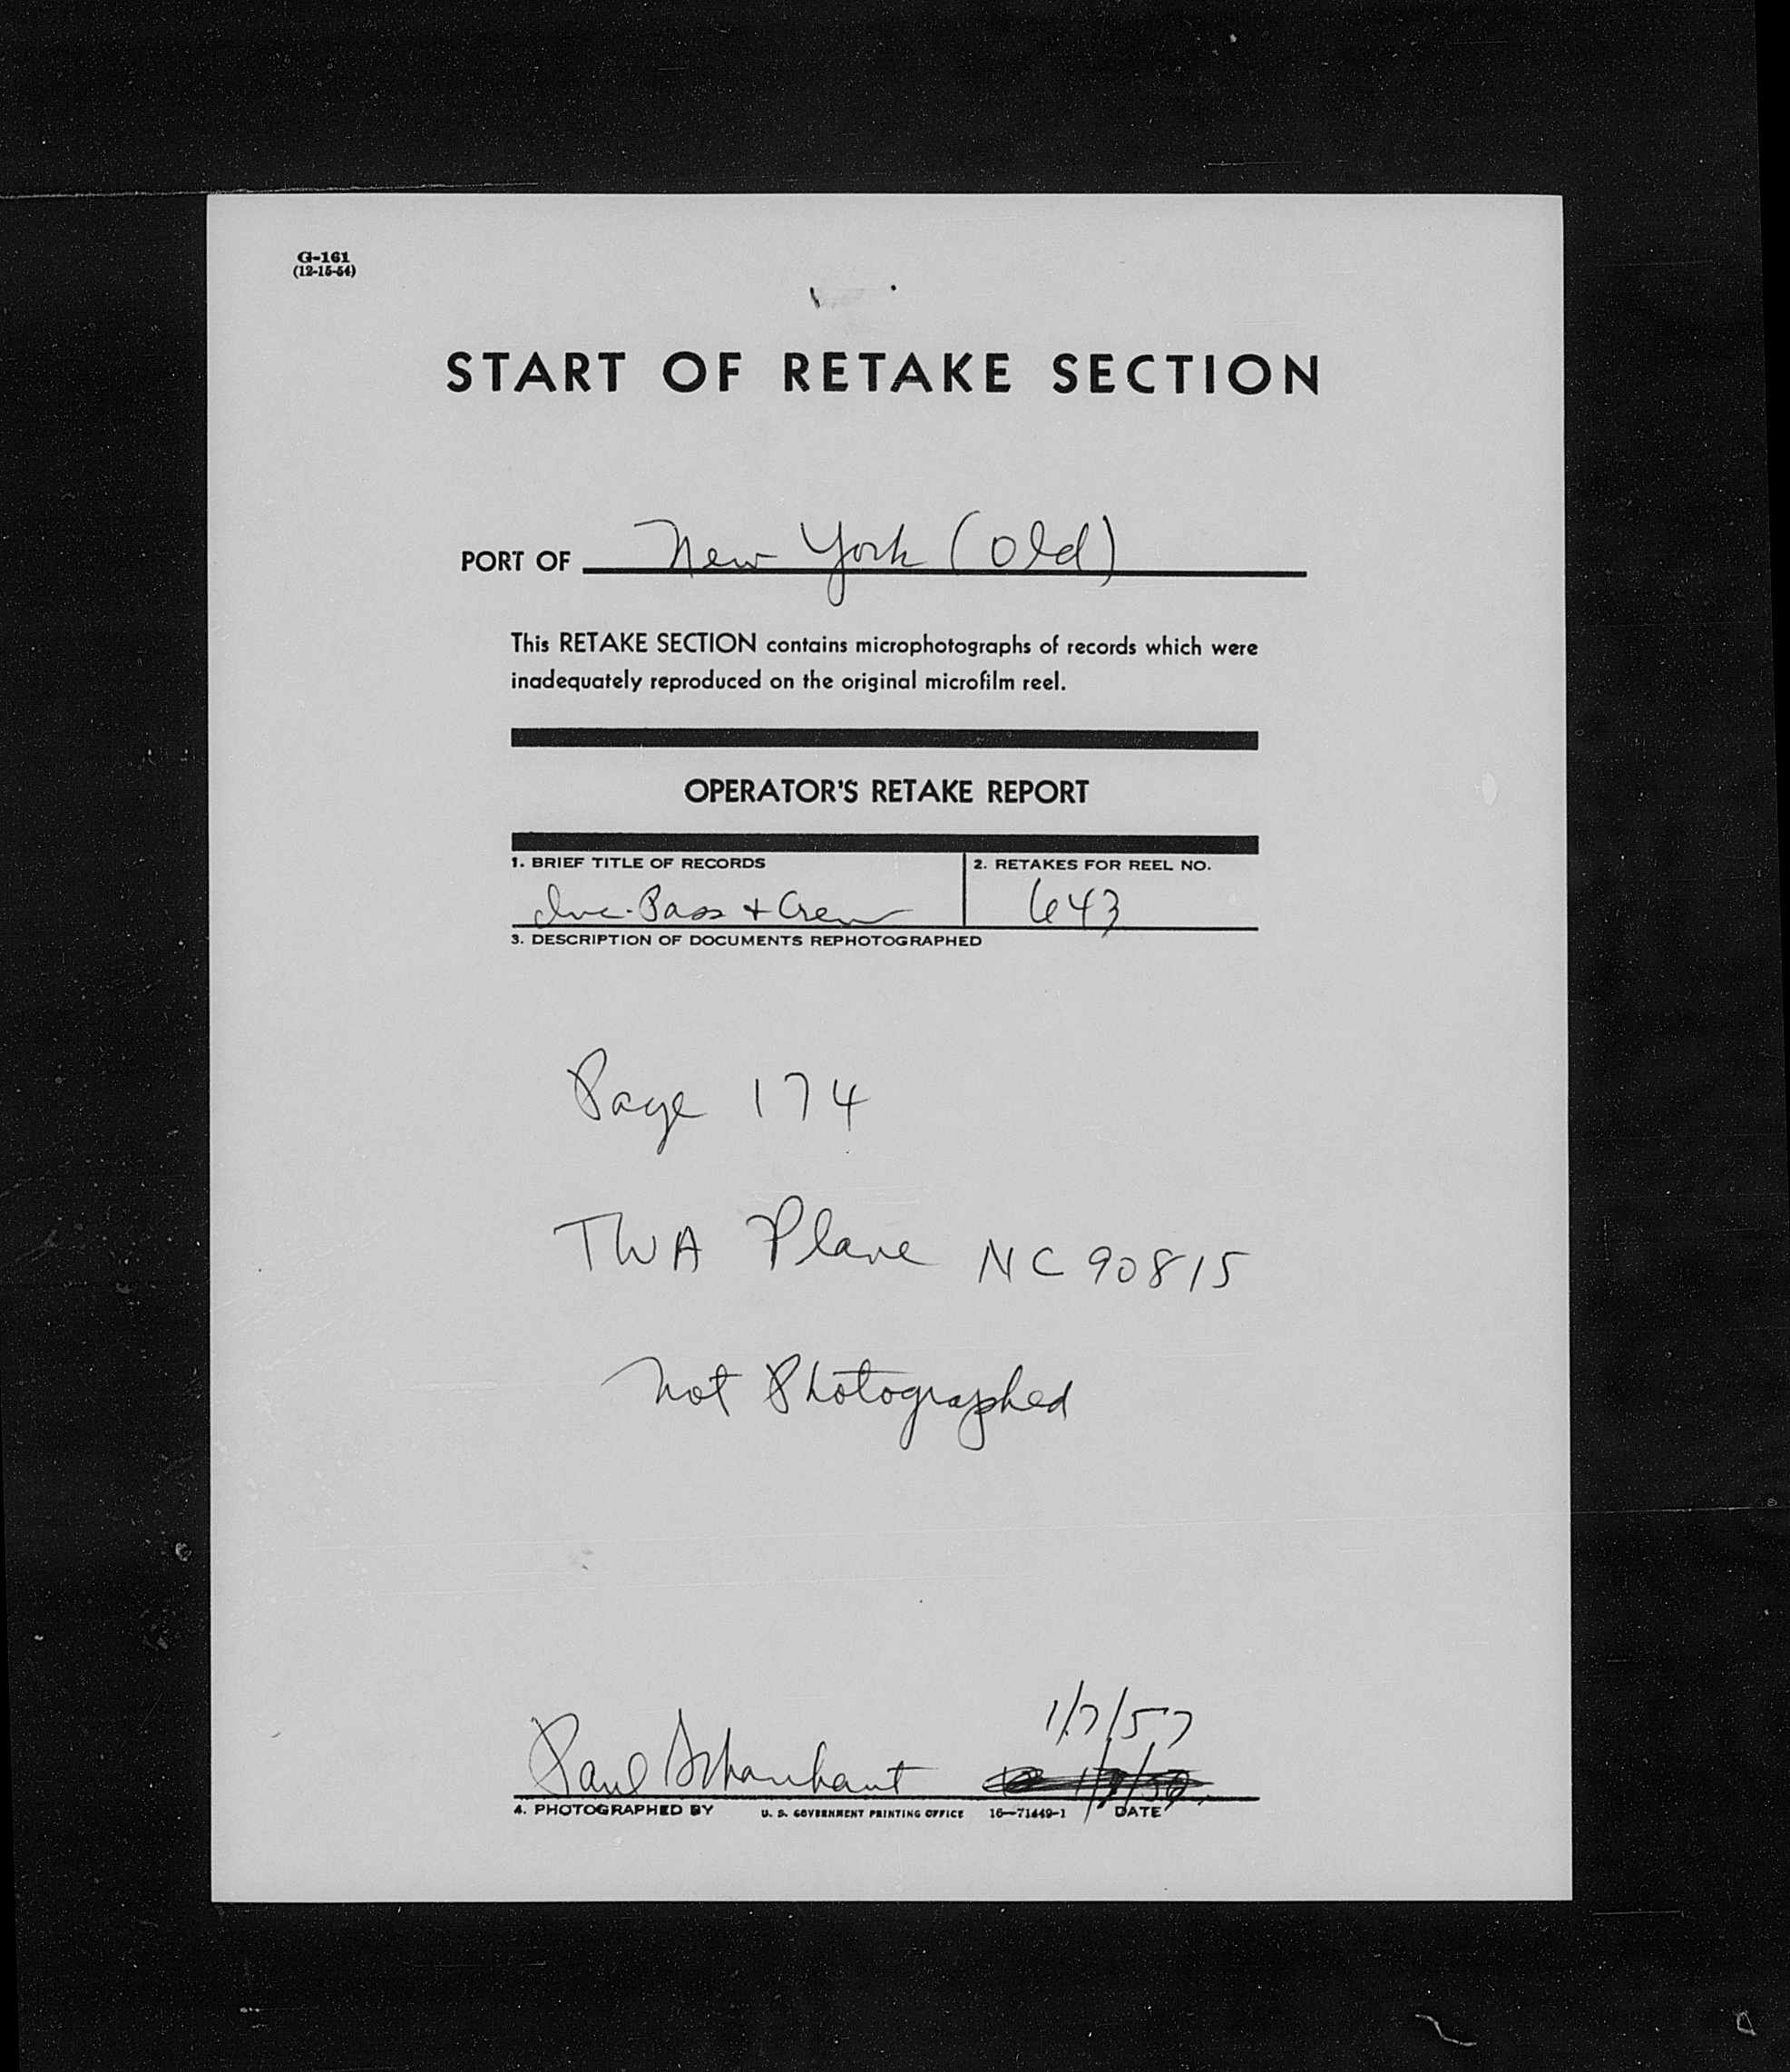 G-161
(12-15-54)
START OF RETAKE SECTION
PORT OF New York (Old)
This RETAKE SECTION contains microphotographs of records which were
inadequately reproduced on the original microfilm reel.
OPERATOR'S RETAKE REPORT
1. BRIEF TITLE OF RECORDS 2. RETAKES FOR REEL NO.
Inc. Pass + Crew 643
3. DESCRIPTION OF DOCUMENTS REPHOTOGRAPHED
Page 174
TWA Plane NC 90815
Not Photographed
1/7/57
Paul
4. PHOTOGRAPHED BY U. S. GOVERNMENT PRINTING OFFICE 16—71449-1 DATE